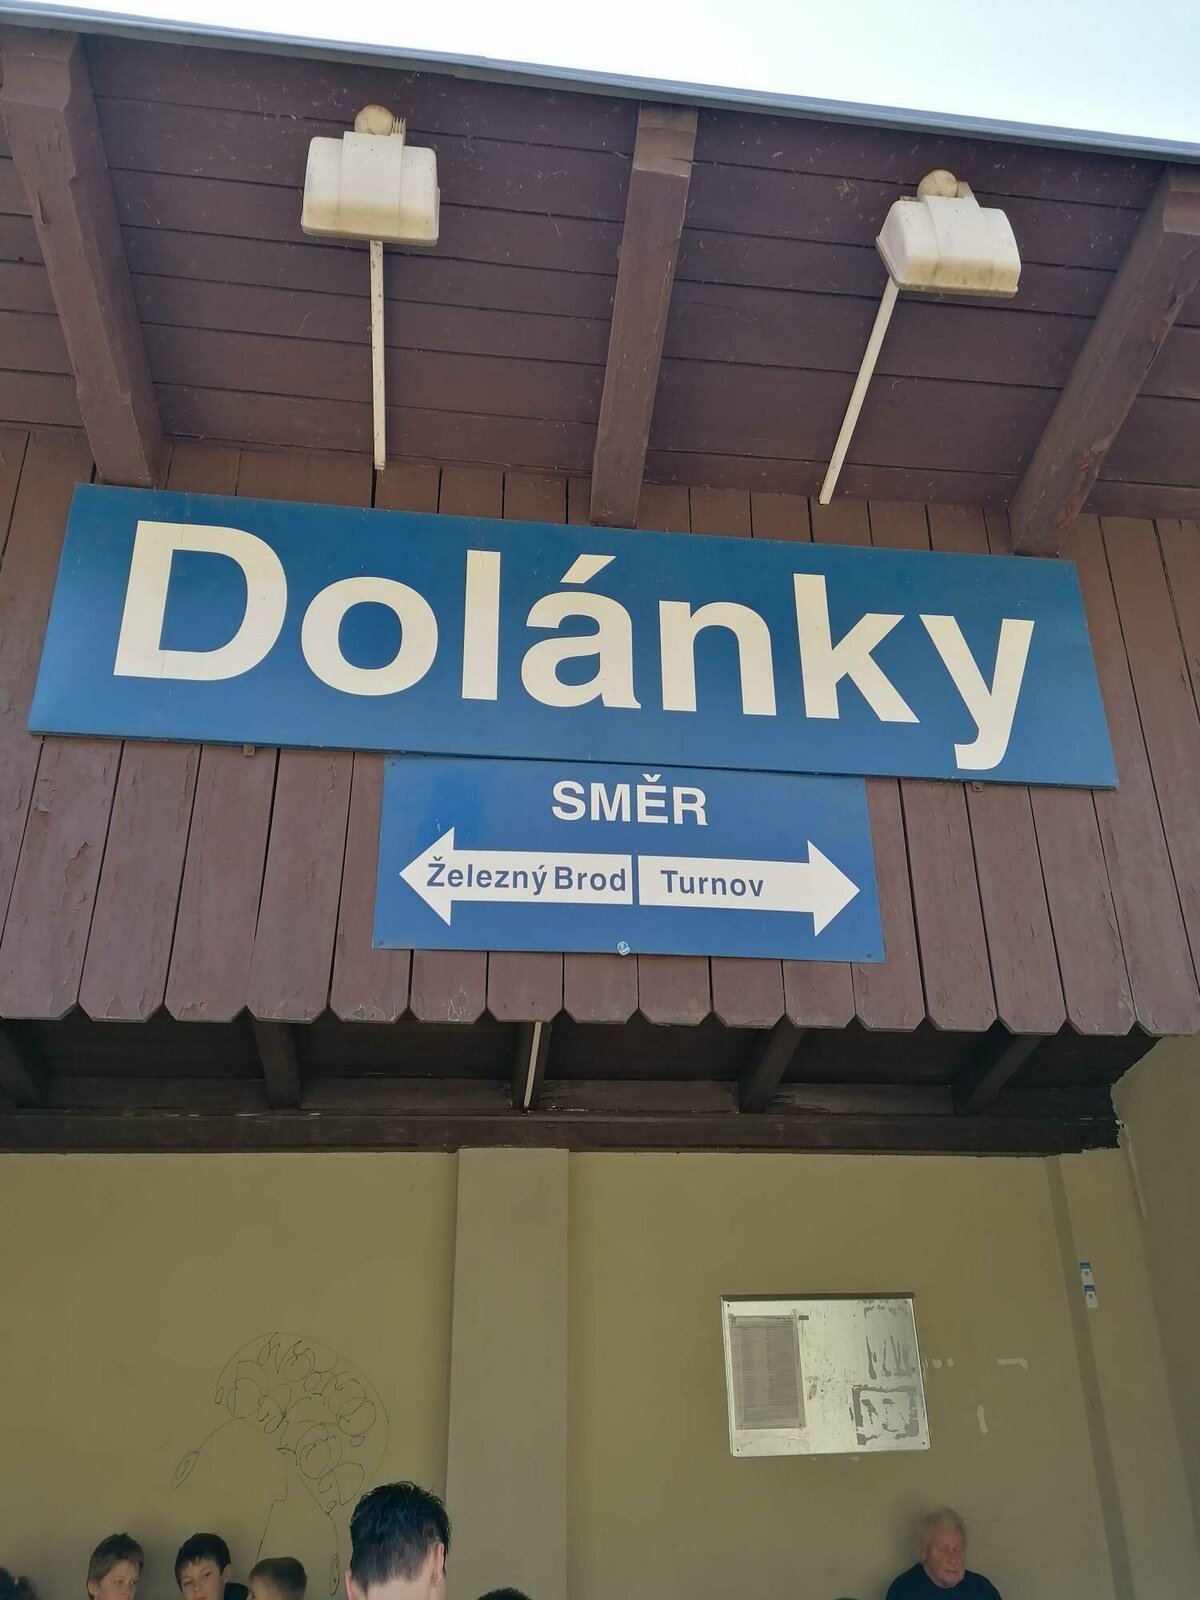 Dolánky
SMĚR
Železný Brod Turnov